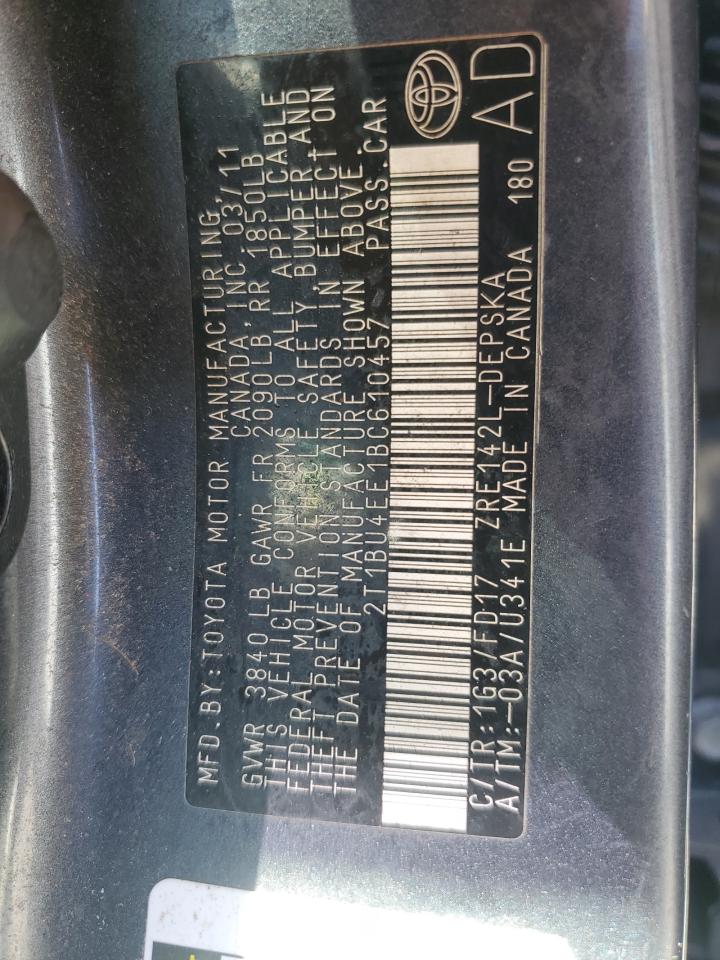 MFD.BY:TOYOTA MOTOR MANUFACTURING,
CANADA, INC. 03/11
GVWR 3840LB GAWR FR 2090LB RR 1850LB
THIS VEHICLE CONFORMS TO ALL APPLICABLE
FEDERAL MOTOR VEHICLE SAFETY, BUMPER AND
THEFT PREVENTION STANDARDS IN EFFECT ON
THE DATE OF MANUFACTURE SHOWN ABOVE.
2T1BU4EE1BC610457 PASS.CAR
C/TR:1G3/FD17 ZRE142L-DEPSKA
A/TM:-03A/U341E MADE IN CANADA 180
AD